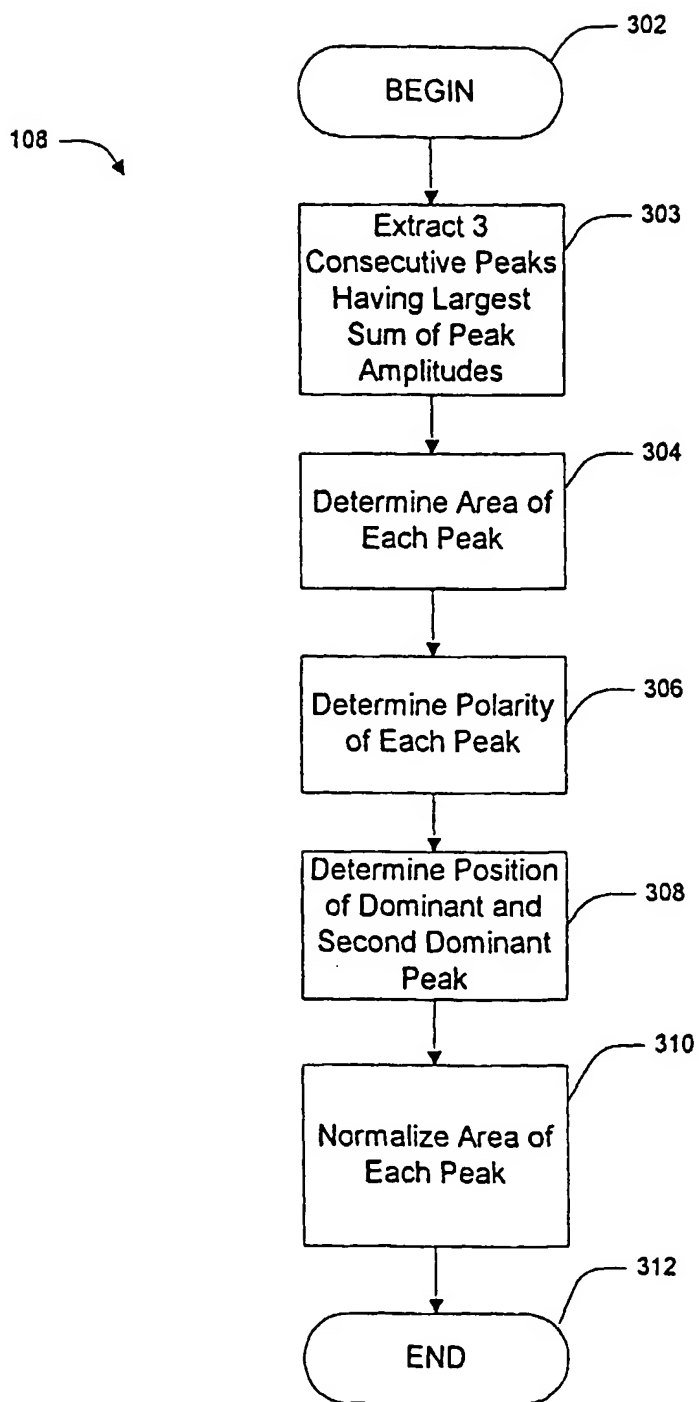 302
BEGIN
108
303
Extract 3
Consecutive Peaks
Having Largest
Sum of Peak
Amplitudes
304
Determine Area of
Each Peak
306
Determine Polarity
of Each Peak
Determine Position
of Dominant and
Second Dominant
Peak
308
310
Normalize Area of
Each Peak
312
END